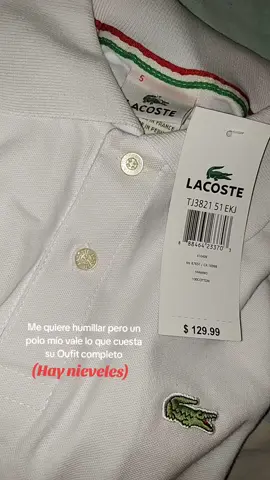 S
LACOSTE
LACOSTE
TJ3821 51 EKJ
$ 129.99
Me quiere humillar pero un
polo mío vale lo que cuesta
su Oufit completo
(Hay nieveles)